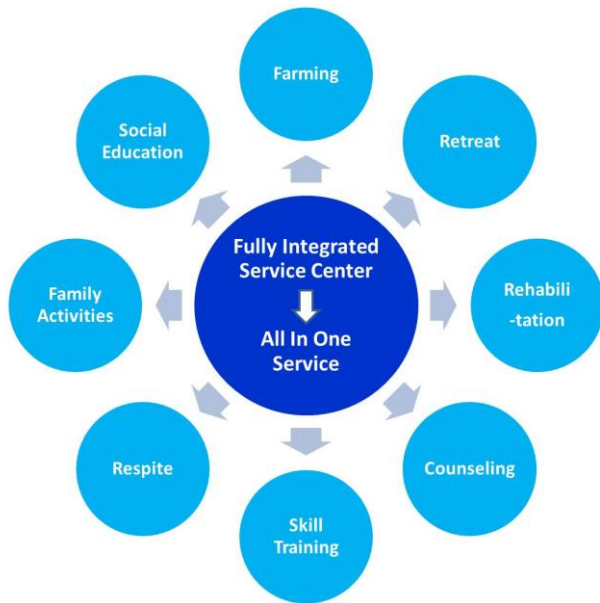 Farming
Social
Education
Retreat
Fully Integrated
Service Center
All In One
Service
Family
Activities
Rehabili
-tation
Respite
Counseling
Skill
Training